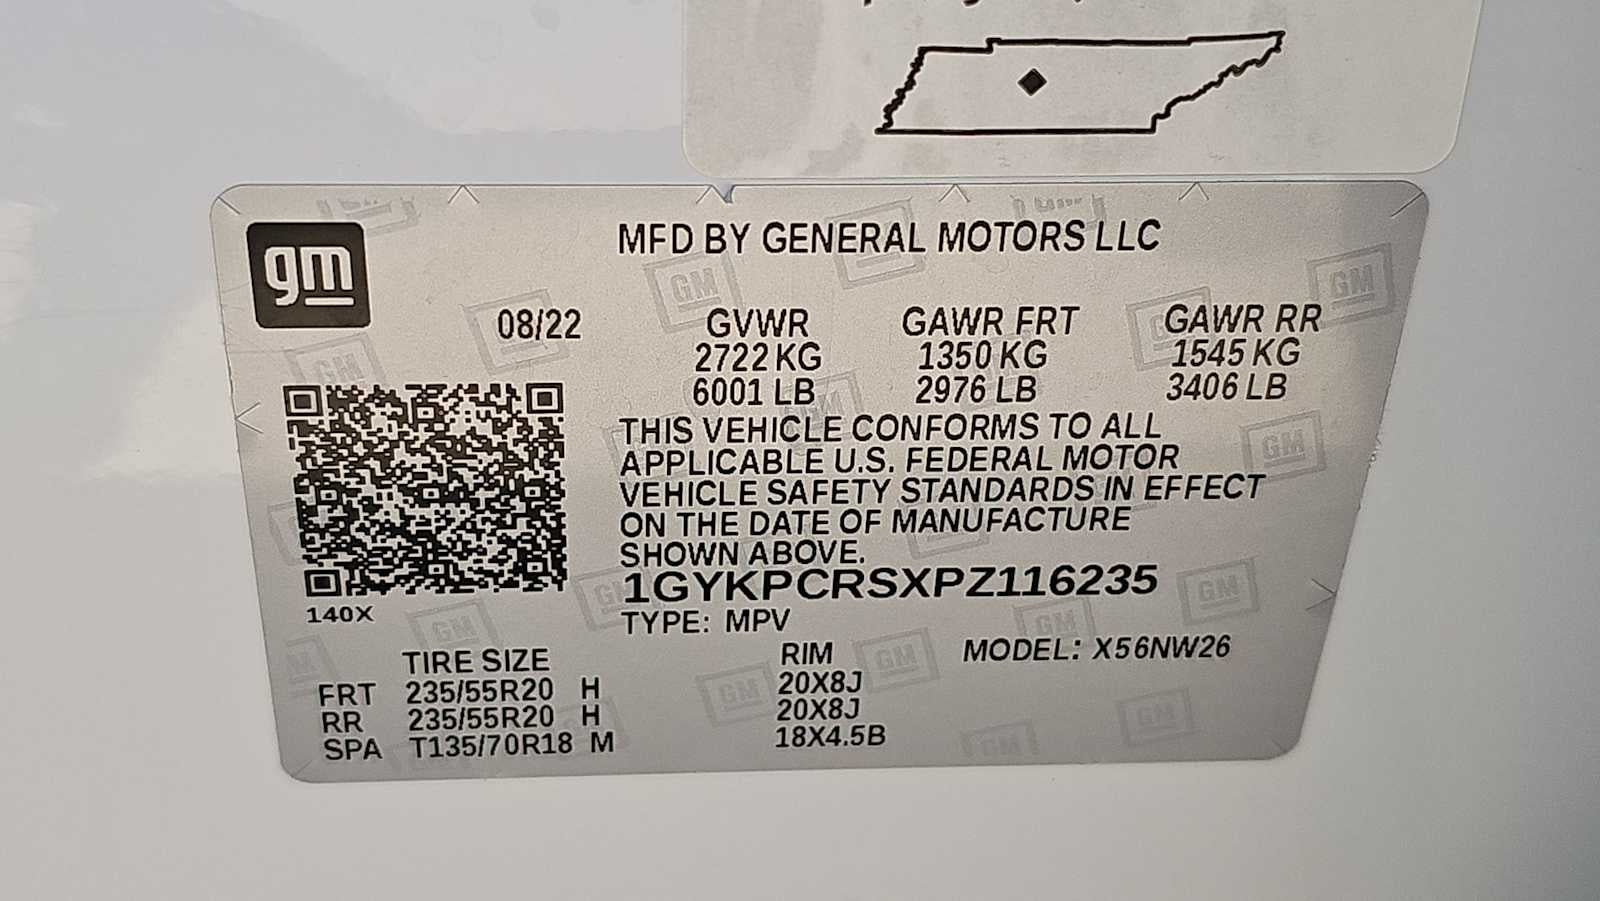 gm
MFD BY GENERAL MOTORS LLC
08/22 GVWR GAWR FRT GAWR RR
2722 KG 1350 KG 1545 KG
6001 LB 2976 LB 3406 LB
THIS VEHICLE CONFORMS TO ALL
APPLICABLE U.S. FEDERAL MOTOR
VEHICLE SAFETY STANDARDS IN EFFECT
ON THE DATE OF MANUFACTURE
SHOWN ABOVE.
1GYKPCRSXPZ116235
140X
TYPE: MPV
TIRE SIZE RIM MODEL: X56NW26
FRT 235/55R20 H 20X8J
RR 235/55R20 H 20X8J
SPA T135/70R18 M 18X4.5B